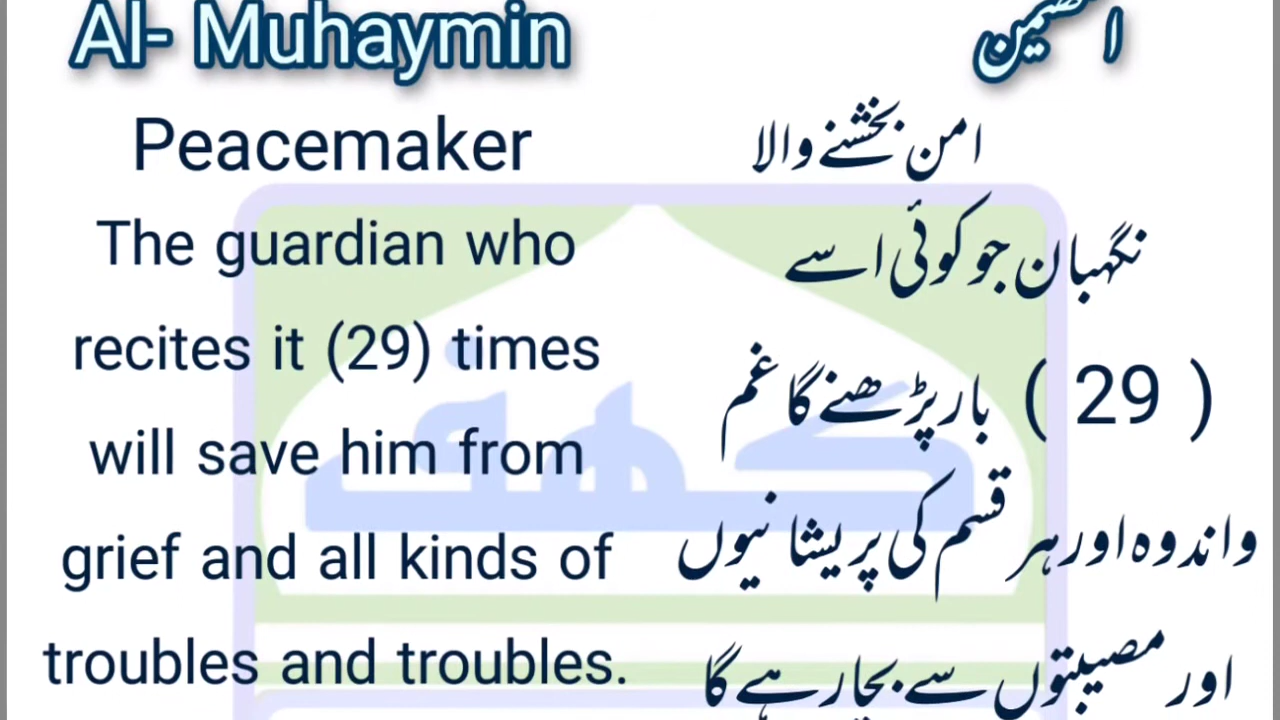 Al- Muhaymin
Peacemaker
The guardian who
recites it (29) times
will save him from
grief and all kinds of
troubles and troubles.
امن بخشنے والا
نگہبان جو کوئی اسے
( 29 ) بار پڑھنے گا غم
واندوہ اور ہر قسم کی پریشانیوں
اور مصیبتوں سے بچا رہے گا